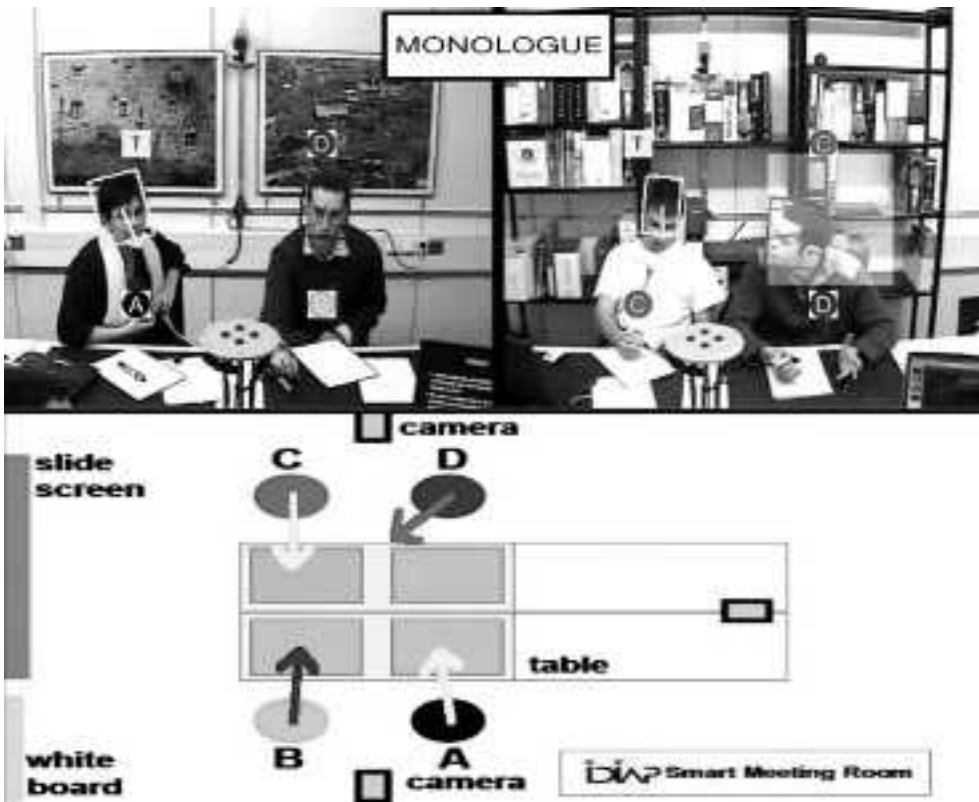 MONOLOGUE
T
D
T
A
C
D
camera
C
D
slide
screen
table
B
A
white
board
camera
IDIAP Smart Meeting Room